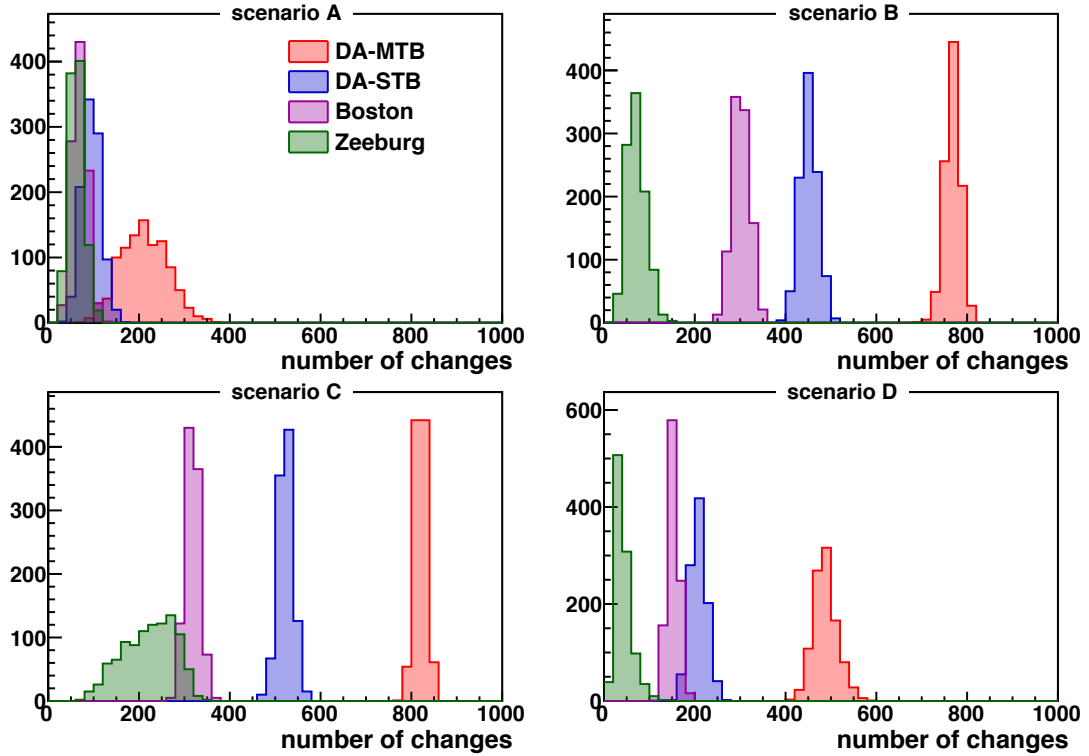 scenario A
400
300
200
100
0
0 200 400 600 800 1000
number of changes
DA-MTB
DA-STB
Boston
Zeeburg
scenario B
400
300
200
100
0
0 200 400 600 800 1000
number of changes
scenario C
400
300
200
100
0
0 200 400 600 800 1000
number of changes
scenario D
600
400
200
0
0 200 400 600 800 1000
number of changes